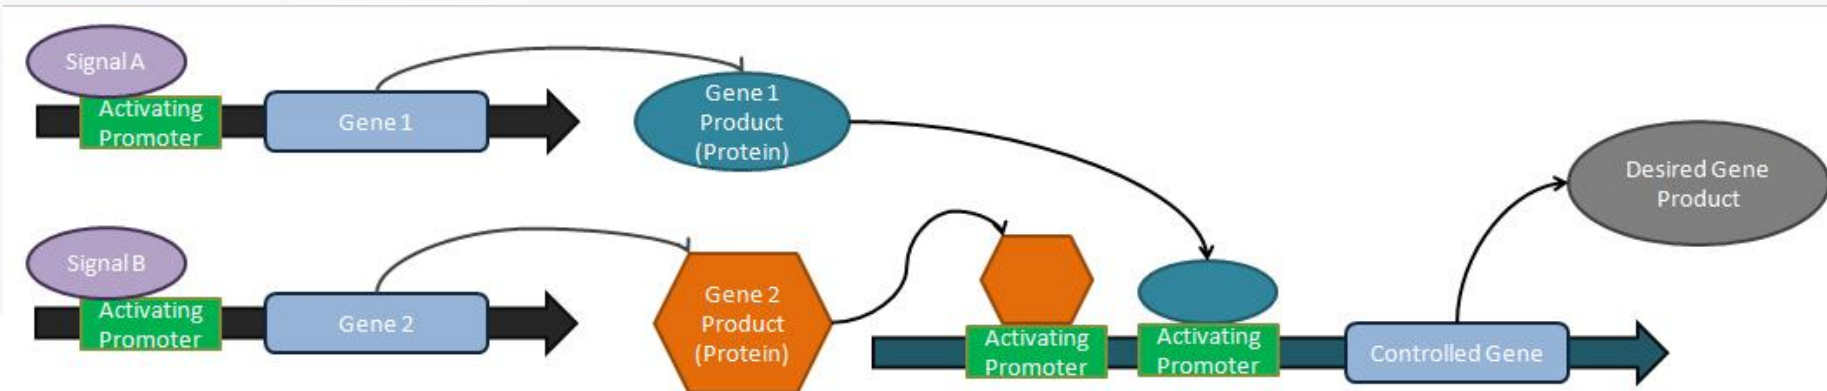 Signal A
Activating
Promoter
Gene 1
Gene 1
Product
(Protein)
Signal B
Activating
Promoter
Gene 2
Gene 2
Product
(Protein)
Activating
Promoter
Activating
Promoter
Controlled Gene
Desired Gene
Product